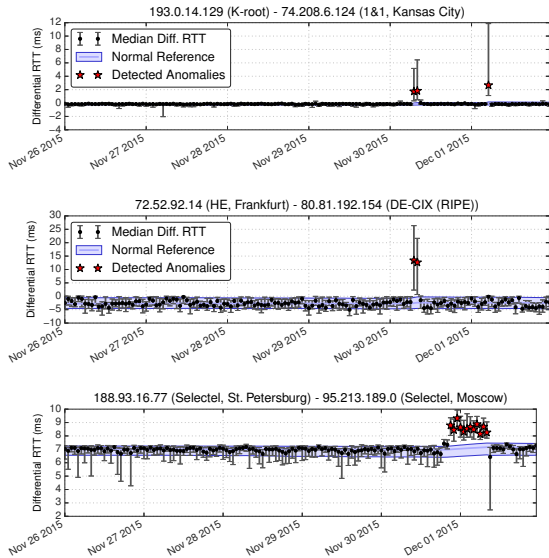 193.0.14.129 (K-root) - 74.208.6.124 (1&1, Kansas City)
Differential RTT (ms)
12
10
8
6
4
2
0
−2
−4
Median Diff. RTT
Normal Reference
Detected Anomalies
Nov 26 2015
Nov 27 2015
Nov 28 2015
Nov 29 2015
Nov 30 2015
Dec 01 2015
72.52.92.14 (HE, Frankfurt) - 80.81.192.154 (DE-CIX (RIPE))
Differential RTT (ms)
30
25
20
15
10
5
0
−5
−10
Median Diff. RTT
Normal Reference
Detected Anomalies
Nov 26 2015
Nov 27 2015
Nov 28 2015
Nov 29 2015
Nov 30 2015
Dec 01 2015
188.93.16.77 (Selectel, St. Petersburg) - 95.213.189.0 (Selectel, Moscow)
Differential RTT (ms)
10
9
8
7
6
5
4
3
2
Nov 26 2015
Nov 27 2015
Nov 28 2015
Nov 29 2015
Nov 30 2015
Dec 01 2015